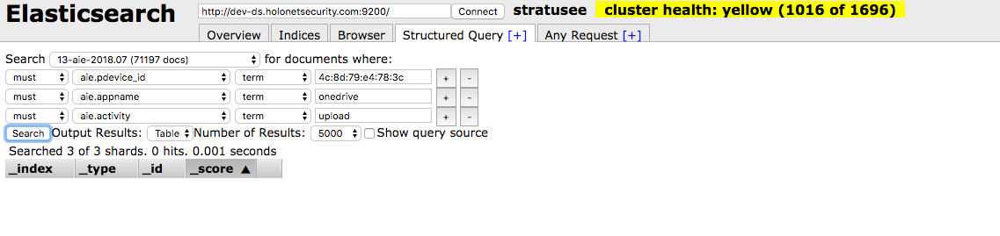 Elasticsearch http://dev-ds.holonetsecurity.com:9200/ Connect stratusee cluster health: yellow (1016 of 1696)
Overview Indices Browser Structured Query [+] Any Request [+]
Search 13-aie-2018.07 (71197 docs) for documents where:
must aie.pdevice_id term 4c:8d:79:e4:78:3c + -
must aie.appname term onedrive + -
must aie.activity term upload + -
Search Output Results: Table Number of Results: 5000 Show query source
Searched 3 of 3 shards. 0 hits. 0.001 seconds
_index _type _id _score ▲